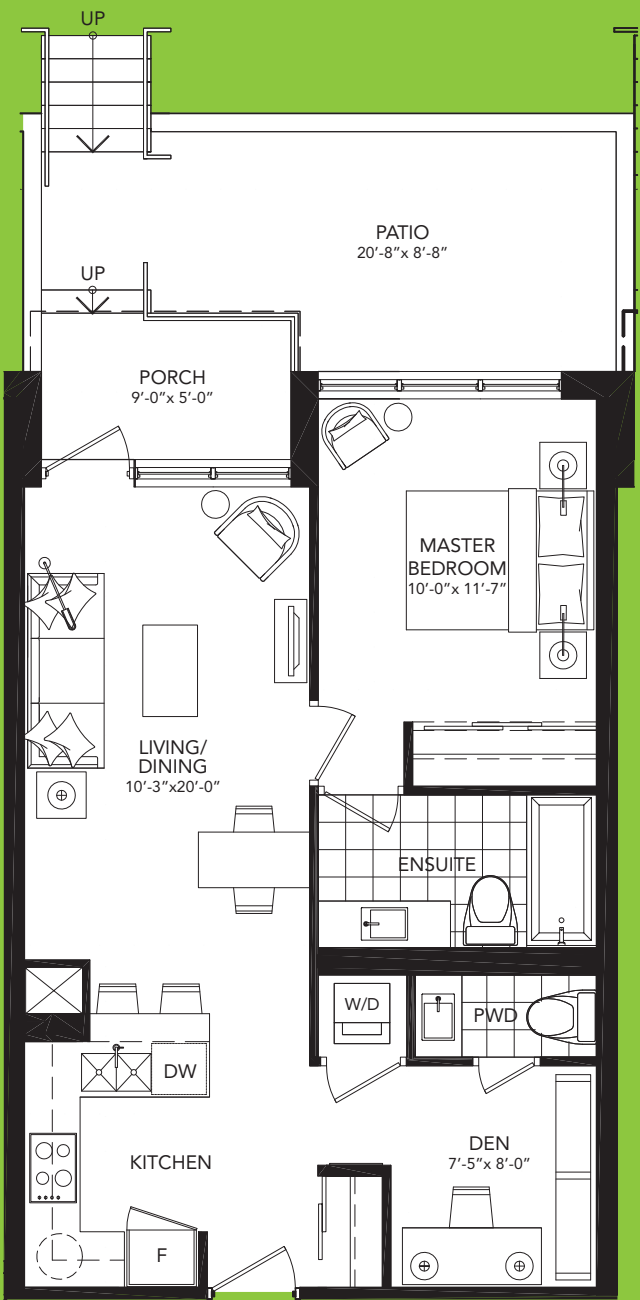 UP
PATIO
20'-8"x 8'-8"
UP
PORCH
9'-0"x 5'-0"
MASTER
BEDROOM
10'-0"x 11'-7"
LIVING/
DINING
10'-3"x20'-0"
ENSUITE
W/D
PWD
DW
KITCHEN
DEN
7'-5"x 8'-0"
F